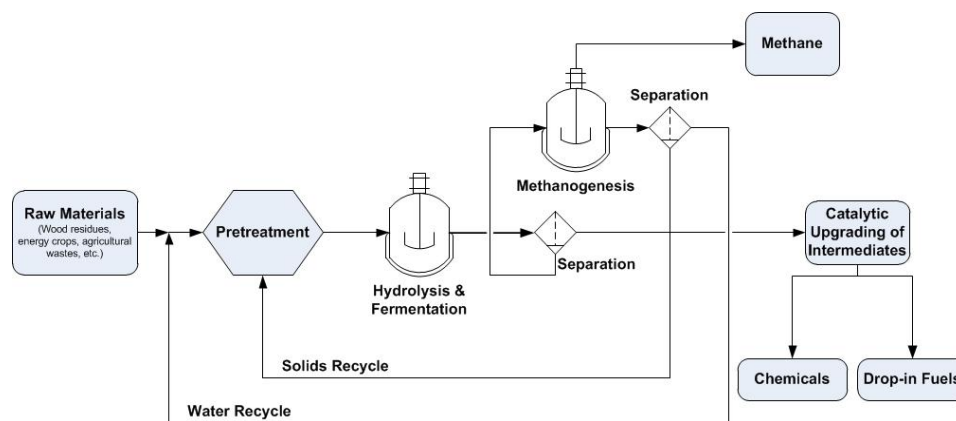 Methane
Separation
Methanogenesis
Raw Materials
(Wood residues,
energy crops, agricultural
wastes, etc.)
Pretreatment
Hydrolysis &
Fermentation
Separation
Catalytic
Upgrading of
Intermediates
Solids Recycle
Chemicals
Drop-in Fuels
Water Recycle